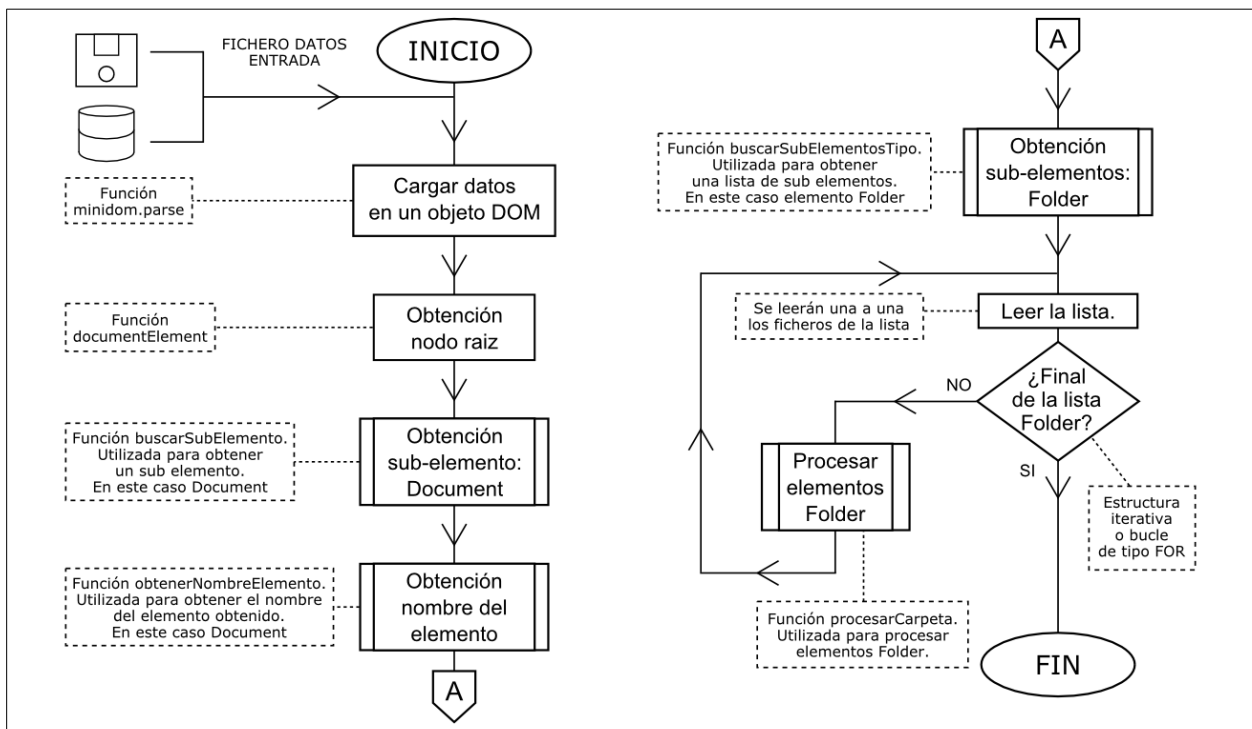 FICHERO DATOS
ENTRADA
INICIO
Función
minidom.parse
Cargar datos
en un objeto DOM
Función
documentElement
Obtención
nodo raiz
Función buscarSubElemento.
Utilizada para obtener
un sub elemento.
En este caso Document
Obtención
sub-elemento:
Document
Función obtenerNombreElemento.
Utilizada para obtener el nombre
del elemento obtenido.
En este caso Document
Obtención
nombre del
elemento
A
A
Función buscarSubElementosTipo.
Utilizada para obtener
una lista de sub elementos.
En este caso elemento Folder
Obtención
sub-elementos:
Folder
Se leerán una a una
los ficheros de la lista
Leer la lista.
¿Final
de la lista
Folder?
NO
SI
Procesar
elementos
Folder
Estructura
iterativa
o bucle
de tipo FOR
Función procesarCarpeta.
Utilizada para procesar
elementos Folder.
FIN